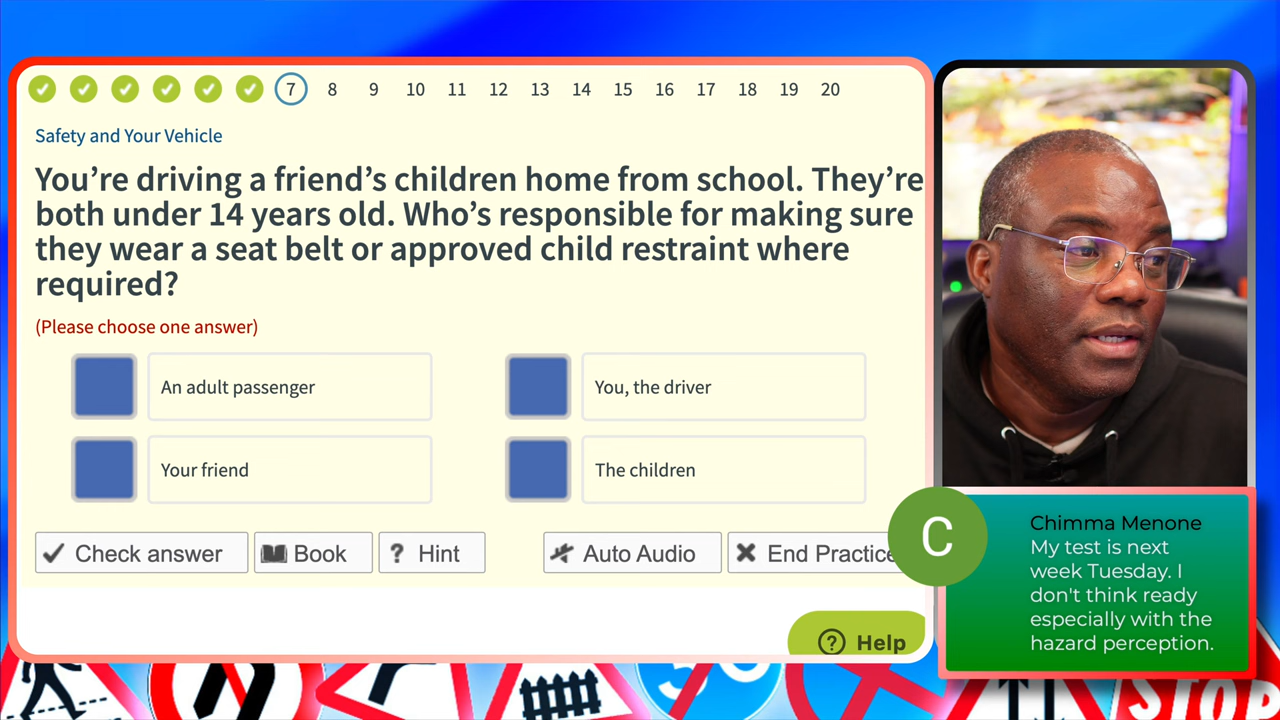 7 8 9 10 11 12 13 14 15 16 17 18 19 20
Safety and Your Vehicle
You’re driving a friend’s children home from school. They’re
both under 14 years old. Who’s responsible for making sure
they wear a seat belt or approved child restraint where
required?
(Please choose one answer)
An adult passenger
You, the driver
Your friend
The children
Check answer
Book
? Hint
Auto Audio
End Practice
Help
C
Chimma Menone
My test is next
week Tuesday. I
don't think ready
especially with the
hazard perception.
STOP